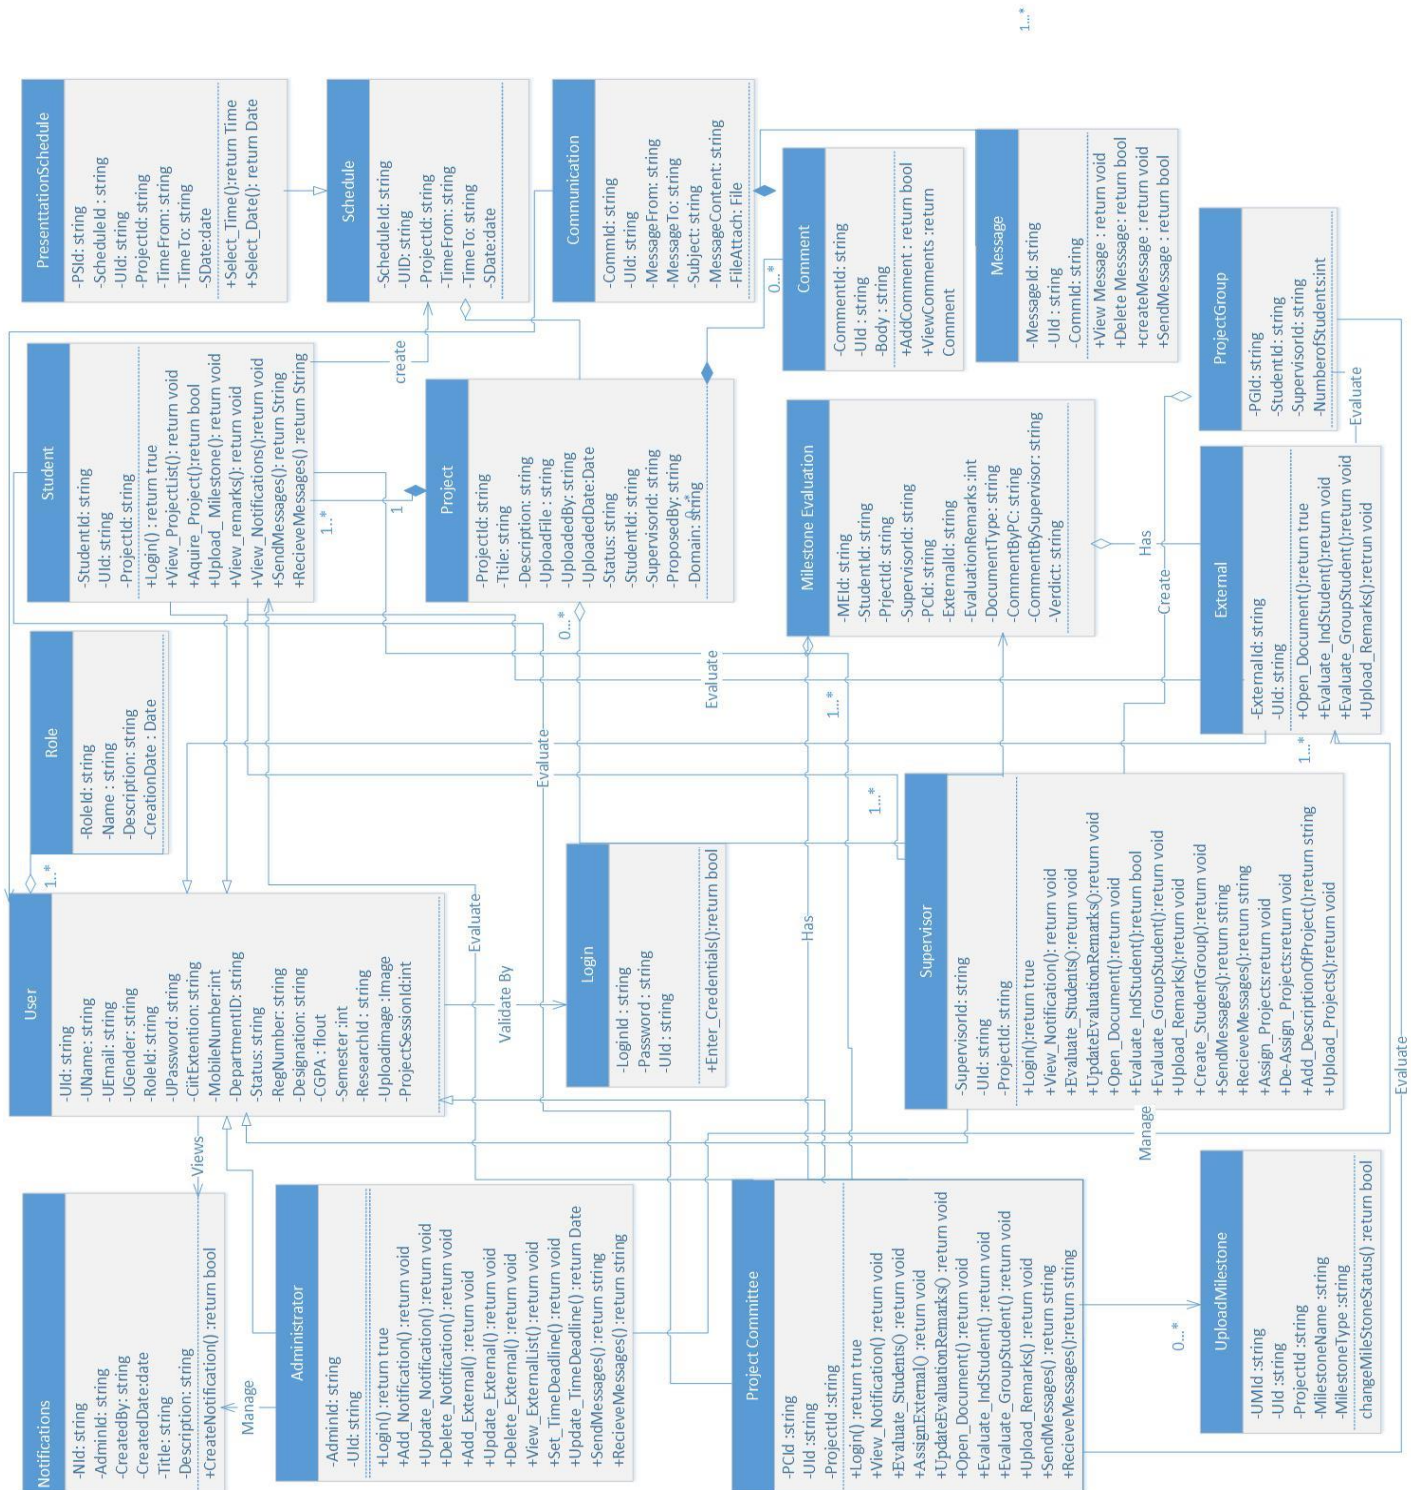 1...*
PresenttationSchedule
-PSId: string
-ScheduleId : string
-UId: string
-ProjectId: string
-TimeFrom: string
-TimeTo: string
-SDate:date
+Select_Time():return Time
+Select_Date(): return Date
Schedule
-ScheduleId: string
-UID: string
-ProjectId: string
-TimeFrom: string
-TimeTo: string
-SDate:date
Communication
-CommId: string
-UId: string
-MessageFrom: string
-MessageTo: string
-Subject: string
-MessageContent: string
-FileAttach: File
Comment
-CommentId: string
-UId : string
-Body : string
+AddComment : return bool
+ViewComments :return
Comment
0...*
Message
-MessageId: string
-UId : string
-CommId: string
+View Message : return void
+Delete Message : return bool
+createMessage : return void
+SendMessage : return bool
ProjectGroup
-PGId: string
-StudentId: string
-SupervisorId: string
-NumberofStudents:int
Evaluate
Student
-StudentId: string
-UId: string
-ProjectId: string
+Login() : return true
+View_ProjectList(): return void
+Aquire_Project():return bool
+Upload_Milestone(): return void
+View_remarks(): return void
+View_Notifications():return void
+SendMessages(): return String
+RecieveMessages() :return String
create
1...*
1
Project
-ProjectId: string
-Ttile: string
-Description: string
-UploadFile : string
-UploadedBy: string
-UploadedDate:Date
-Status: string
-StudentId: string
-SupervisorId: string
-ProposedBy: string
-Domain: string
0...*
0...*
Milestone Evaluation
-MEId: string
-StudentId: string
-PrjectId: string
-SupervisorId: string
-PCId: string
-ExternalId: string
-EvaluationRemarks :int
-DocumentType: string
-CommentByPC: string
-CommentBySupervisor: string
-Verdict: string
Has
Create
External
-ExternalId: string
-UId: string
+Open_Document():return true
+Evaluate_IndStudent():return void
+Evaluate_GroupStudent():return void
+Upload_Remarks():retrun void
1...*
Role
-RoleId: string
-Name : string
-Description: string
-CreationDate : Date
1...*
Evaluate
Evaluate
1...*
1...*
User
-UId: string
-UName: string
-UEmail: string
-UGender: string
-RoleId: string
-UPassword: string
-CiitExtention: string
-MobileNumber:int
-DepartmentID: string
-Status: string
-RegNumber: string
-Designation: string
-CGPA : flout
-Semester :int
-ResearchId : string
-Uploadimage :Image
-ProjectSessionId:int
Evaluate
Validate By
Login
-LoginId : string
-Password : string
-UId : string
+Enter_Credentials():return bool
Has
Supervisor
-SupervisorId: string
-UId: string
-ProjectId: string
+Login():return true
+View_Notification(): return void
+Evaluate_Students():return void
+UpdateEvaluationRemarks():return void
+Open_Document():return void
+Evaluate_IndStudent():return bool
+Evaluate_GroupStudent():return void
+Upload_Remarks():return void
+Create_StudentGroup():return void
+SendMessages():return string
+RecieveMessages():return string
+Assign_Projects:return void
+De-Assign_Projects:return void
+Add_DescriptionOfProject():return string
+Upload_Projects():return void
Manage
Evaluate
Views
Notifications
-NId: string
-AdminId: string
-CreatedBy: string
-CreatedDate:date
-Title: string
-Description: string
+CreateNotification() :return bool
Manage
Administrator
-AdminId: string
-UId: string
+Login() :return true
+Add_Notification() :return void
+Update_Notification() :return void
+Delete_Notification() :return void
+Add_External() :return void
+Update_External() :return void
+Delete_External() :return void
+View_ExternalList() :return void
+Set_TimeDeadline() :return void
+Update_TimeDeadline() :return Date
+SendMessages() :return string
+RecieveMessages() :return string
Project Committee
-PCId :string
-UId :string
-ProjectId :string
+Login() :return true
+View_Notification() :return void
+Evaluate_Students() :return void
+AssignExternal() :return void
+UpdateEvaluationRemarks() :return void
+Open_Document() :return void
+Evaluate_IndStudent() :return void
+Evaluate_GroupStudent() :return void
+Upload_Remarks() :return void
+SendMessages() :return string
+RecieveMessages():return string
0...*
UploadMilestone
-UMId :string
-UId :string
-ProjectId :string
-MilestoneName :string
-MilestoneType :string
changeMileStoneStatus() :return bool